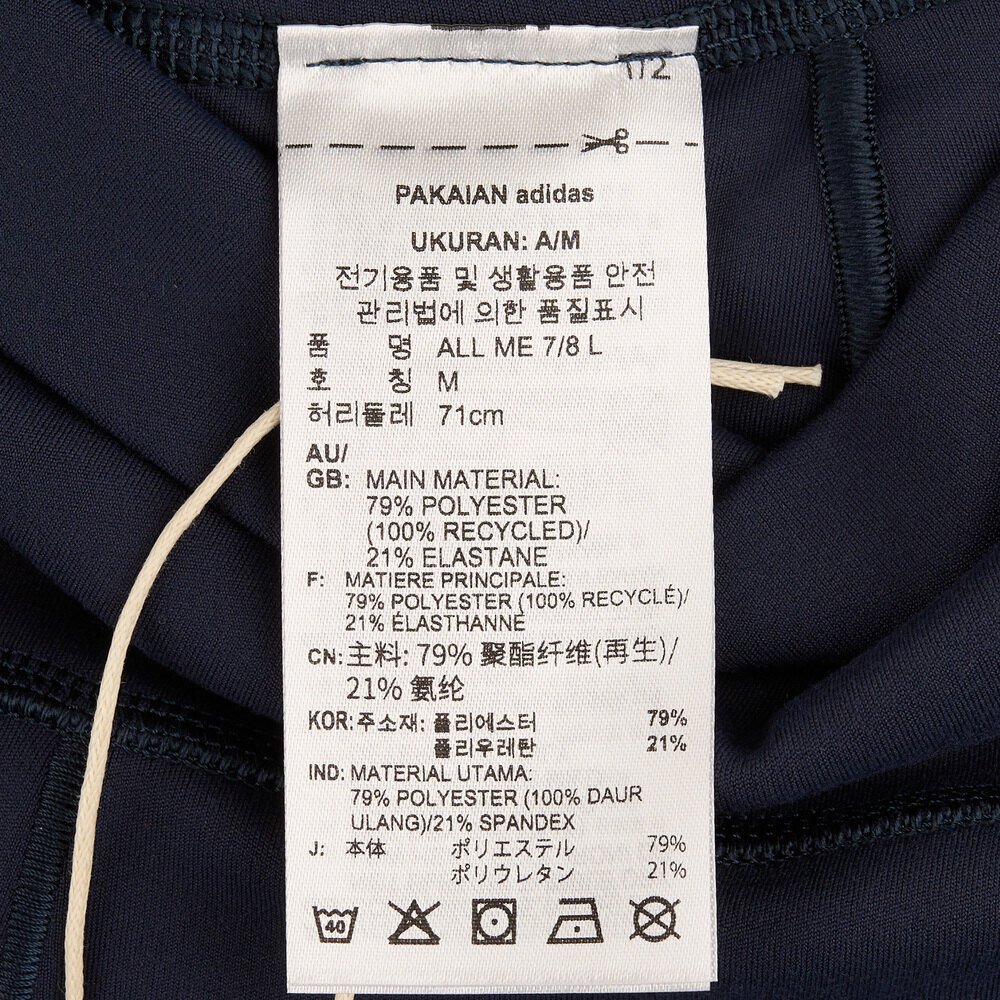 1/2
PAKAIAN adidas
UKURAN: A/M
전기용품 및 생활용품 안전
관리법에 의한 품질표시
품 명 ALL ME 7/8 L
호 칭 M
허리둘레 71cm
AU/
GB: MAIN MATERIAL:
79% POLYESTER
(100% RECYCLED)/
21% ELASTANE
F: MATIERE PRINCIPALE:
79% POLYESTER (100% RECYCLÉ)/
21% ÉLASTHANNE
CN: 主料: 79% 聚酯纤维(再生)/
21% 氨纶
KOR: 주소재: 폴리에스터 79%
폴리우레탄 21%
IND: MATERIAL UTAMA:
79% POLYESTER (100% DAUR
ULANG)/21% SPANDEX
J: 本体 ポリエステル 79%
ポリウレタン 21%
40